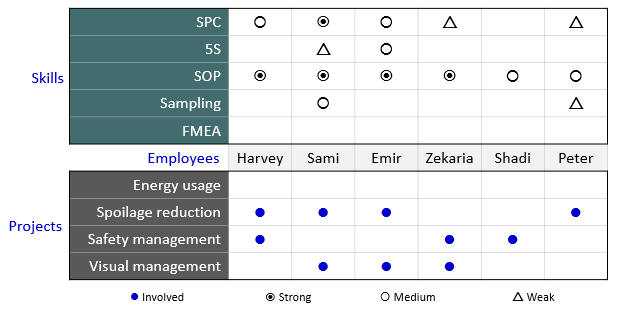 SPC
5S
Skills
SOP
Sampling
FMEA
Employees Harvey Sami Emir Zekaria Shadi Peter
Energy usage
Spoilage reduction
Projects
Safety management
Visual management
Involved Strong Medium Weak